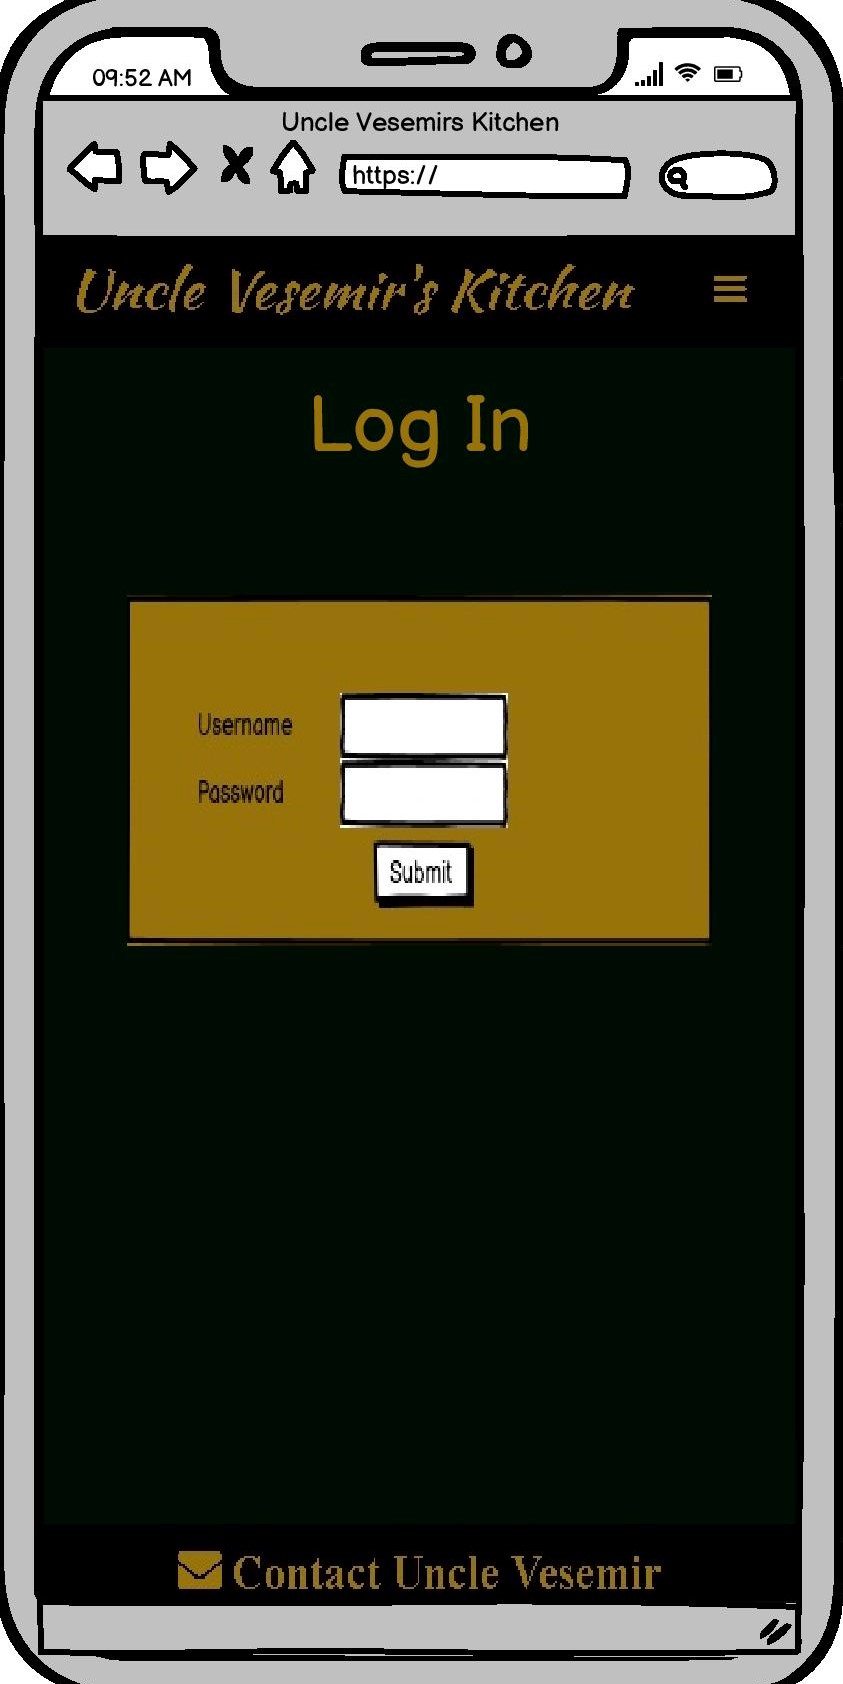 09:52 AM
Uncle Vesemirs Kitchen
https://
Uncle Vesemir's Kitchen
Log In
Username
Password
Submit
Contact Uncle Vesemir